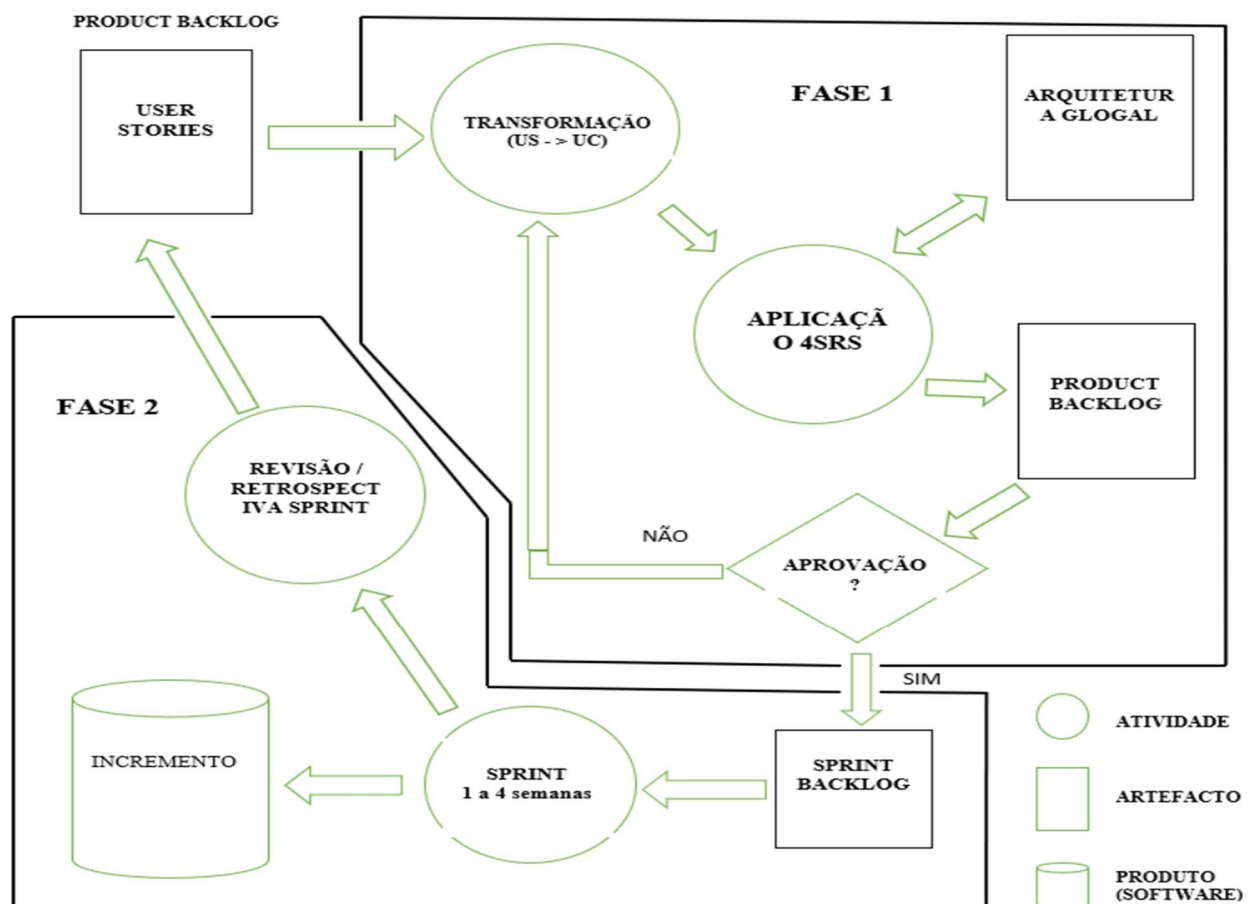 PRODUCT BACKLOG
USER
STORIES
TRANSFORMAÇÃO
(US - > UC)
FASE 1
ARQUITETUR
A GLOGAL
APLICAÇÃ
O 4SRS
PRODUCT
BACKLOG
FASE 2
REVISÃO /
RETROSPECT
IVA SPRINT
NÃO
APROVAÇÃO
?
SIM
INCREMENTO
SPRINT
1 a 4 semanas
SPRINT
BACKLOG
ATIVIDADE
ARTEFACTO
PRODUTO
(SOFTWARE)